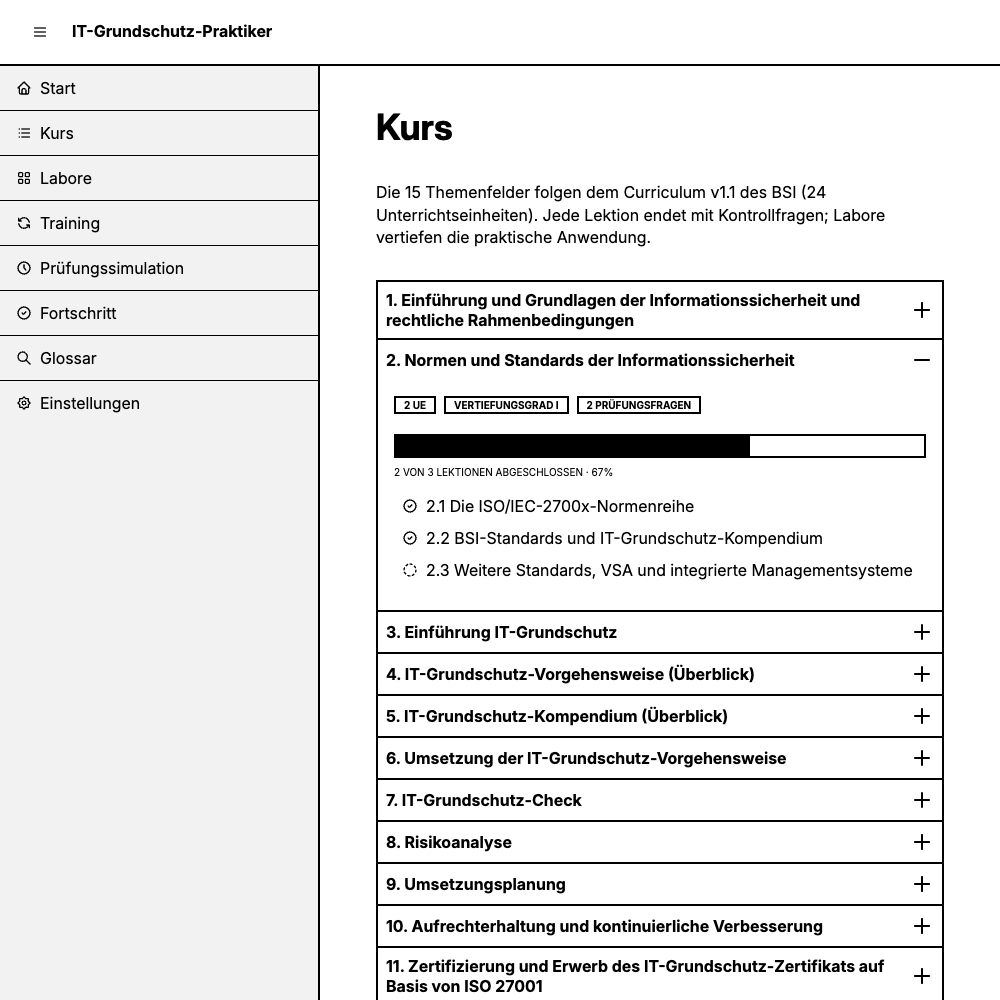 IT-Grundschutz-Praktiker
Start
Kurs
Labore
Training
Prüfungssimulation
Fortschritt
Glossar
Einstellungen
Kurs
Die 15 Themenfelder folgen dem Curriculum v1.1 des BSI (24
Unterrichtseinheiten). Jede Lektion endet mit Kontrollfragen; Labore
vertiefen die praktische Anwendung.
1. Einführung und Grundlagen der Informationssicherheit und
rechtliche Rahmenbedingungen
2. Normen und Standards der Informationssicherheit
2 UE VERTIEFUNGSGRAD I 2 PRÜFUNGSFRAGEN
2 VON 3 LEKTIONEN ABGESCHLOSSEN · 67%
2.1 Die ISO/IEC-2700x-Normenreihe
2.2 BSI-Standards und IT-Grundschutz-Kompendium
2.3 Weitere Standards, VSA und integrierte Managementsysteme
3. Einführung IT-Grundschutz
4. IT-Grundschutz-Vorgehensweise (Überblick)
5. IT-Grundschutz-Kompendium (Überblick)
6. Umsetzung der IT-Grundschutz-Vorgehensweise
7. IT-Grundschutz-Check
8. Risikoanalyse
9. Umsetzungsplanung
10. Aufrechterhaltung und kontinuierliche Verbesserung
11. Zertifizierung und Erwerb des IT-Grundschutz-Zertifikats auf
Basis von ISO 27001